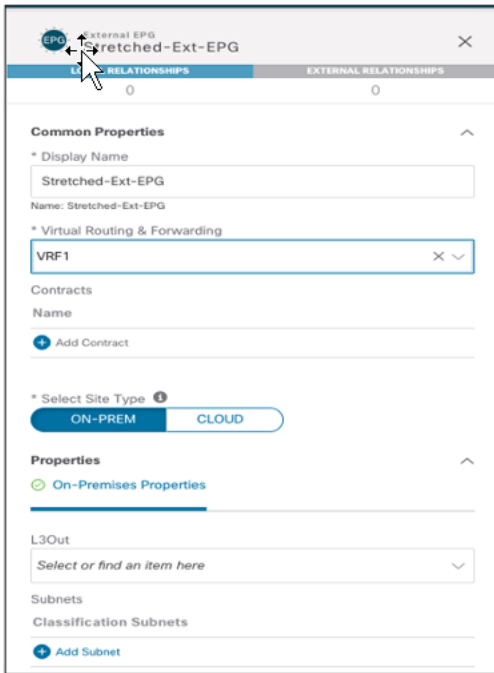 EPG
External EPG
Stretched-Ext-EPG
RELATIONSHIPS
EXTERNAL RELATIONSHIPS
0
0
Common Properties
* Display Name
Stretched-Ext-EPG
Name: Stretched-Ext-EPG
* Virtual Routing & Forwarding
VRF1
Contracts
Name
Add Contract
* Select Site Type
ON-PREM
CLOUD
Properties
On-Premises Properties
L3Out
Select or find an item here
Subnets
Classification Subnets
Add Subnet